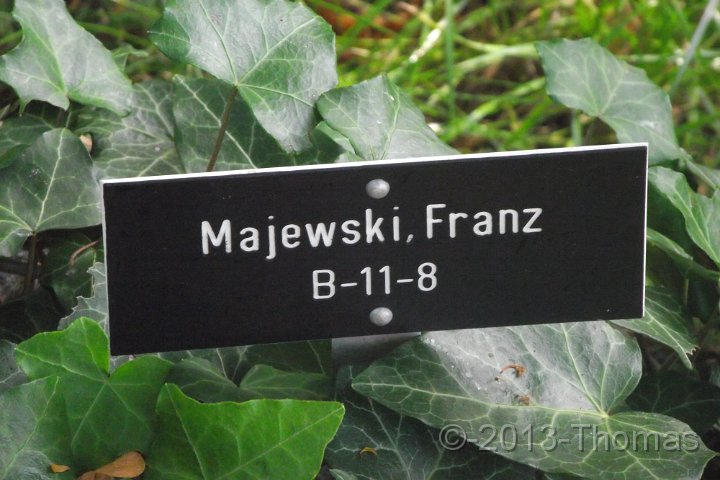 Majewski, Franz
B-11-8
©-2013-Thomas